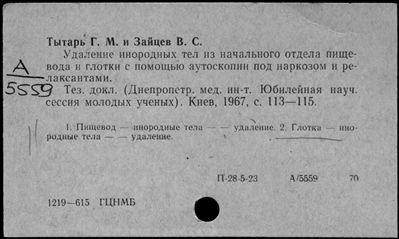 Тытарь Г. М. и Зайцев В. С.
Удаление инородных тел из начального отдела пище-
вода и глотки с помощью аутоскопии под наркозом и ре-
лаксантами.
A
5559
Тез. докл. (Днепропетр. мед. ин-т. Юбилейная науч.
сессия молодых ученых). Киев, 1967, с. 113—115.
1. Пищевод — инородные тела — — удаление. 2. Глотка — ино-
родные тела — — удаление.
П-28-5-23 А/5559 70
1219—615 ГЦНМБ